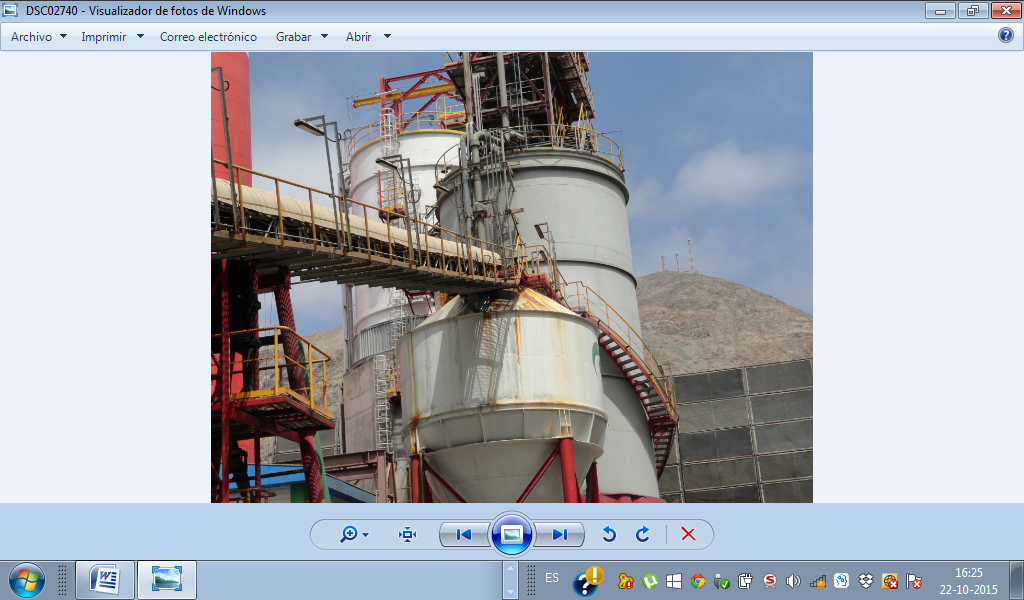 DSC02740 - Visualizador de fotos de Windows
Archivo Imprimir Correo electrónico Grabar Abrir
ES
16:25
22-10-2015